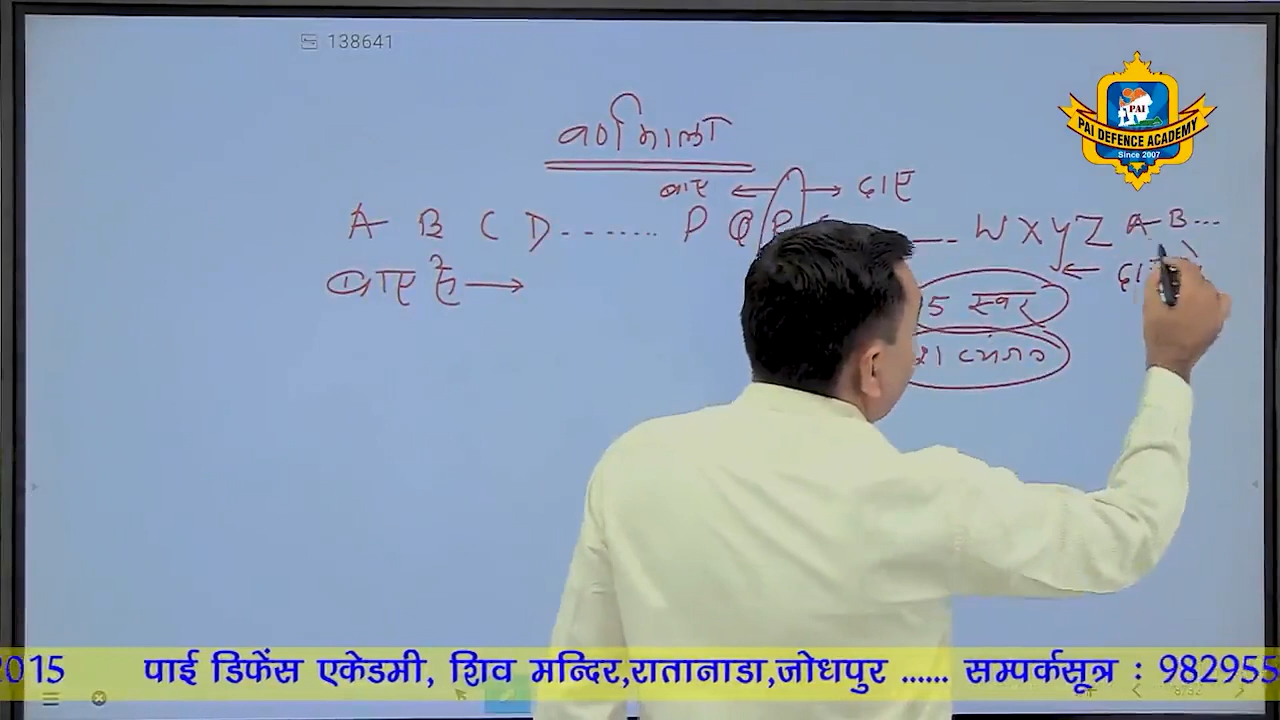 138641
PAI
PAI DEFENCE ACADEMY
Since 2007
वर्णमाला
बाए ← → दाए
A B C D ....... P Q R ---- W X Y Z A B ...
बाए से → ←
5 स्वर
21 व्यंजन
2015 पाई डिफेंस एकेडमी, शिव मन्दिर,रातानाडा,जोधपुर ...... सम्पर्कसूत्र : 982955